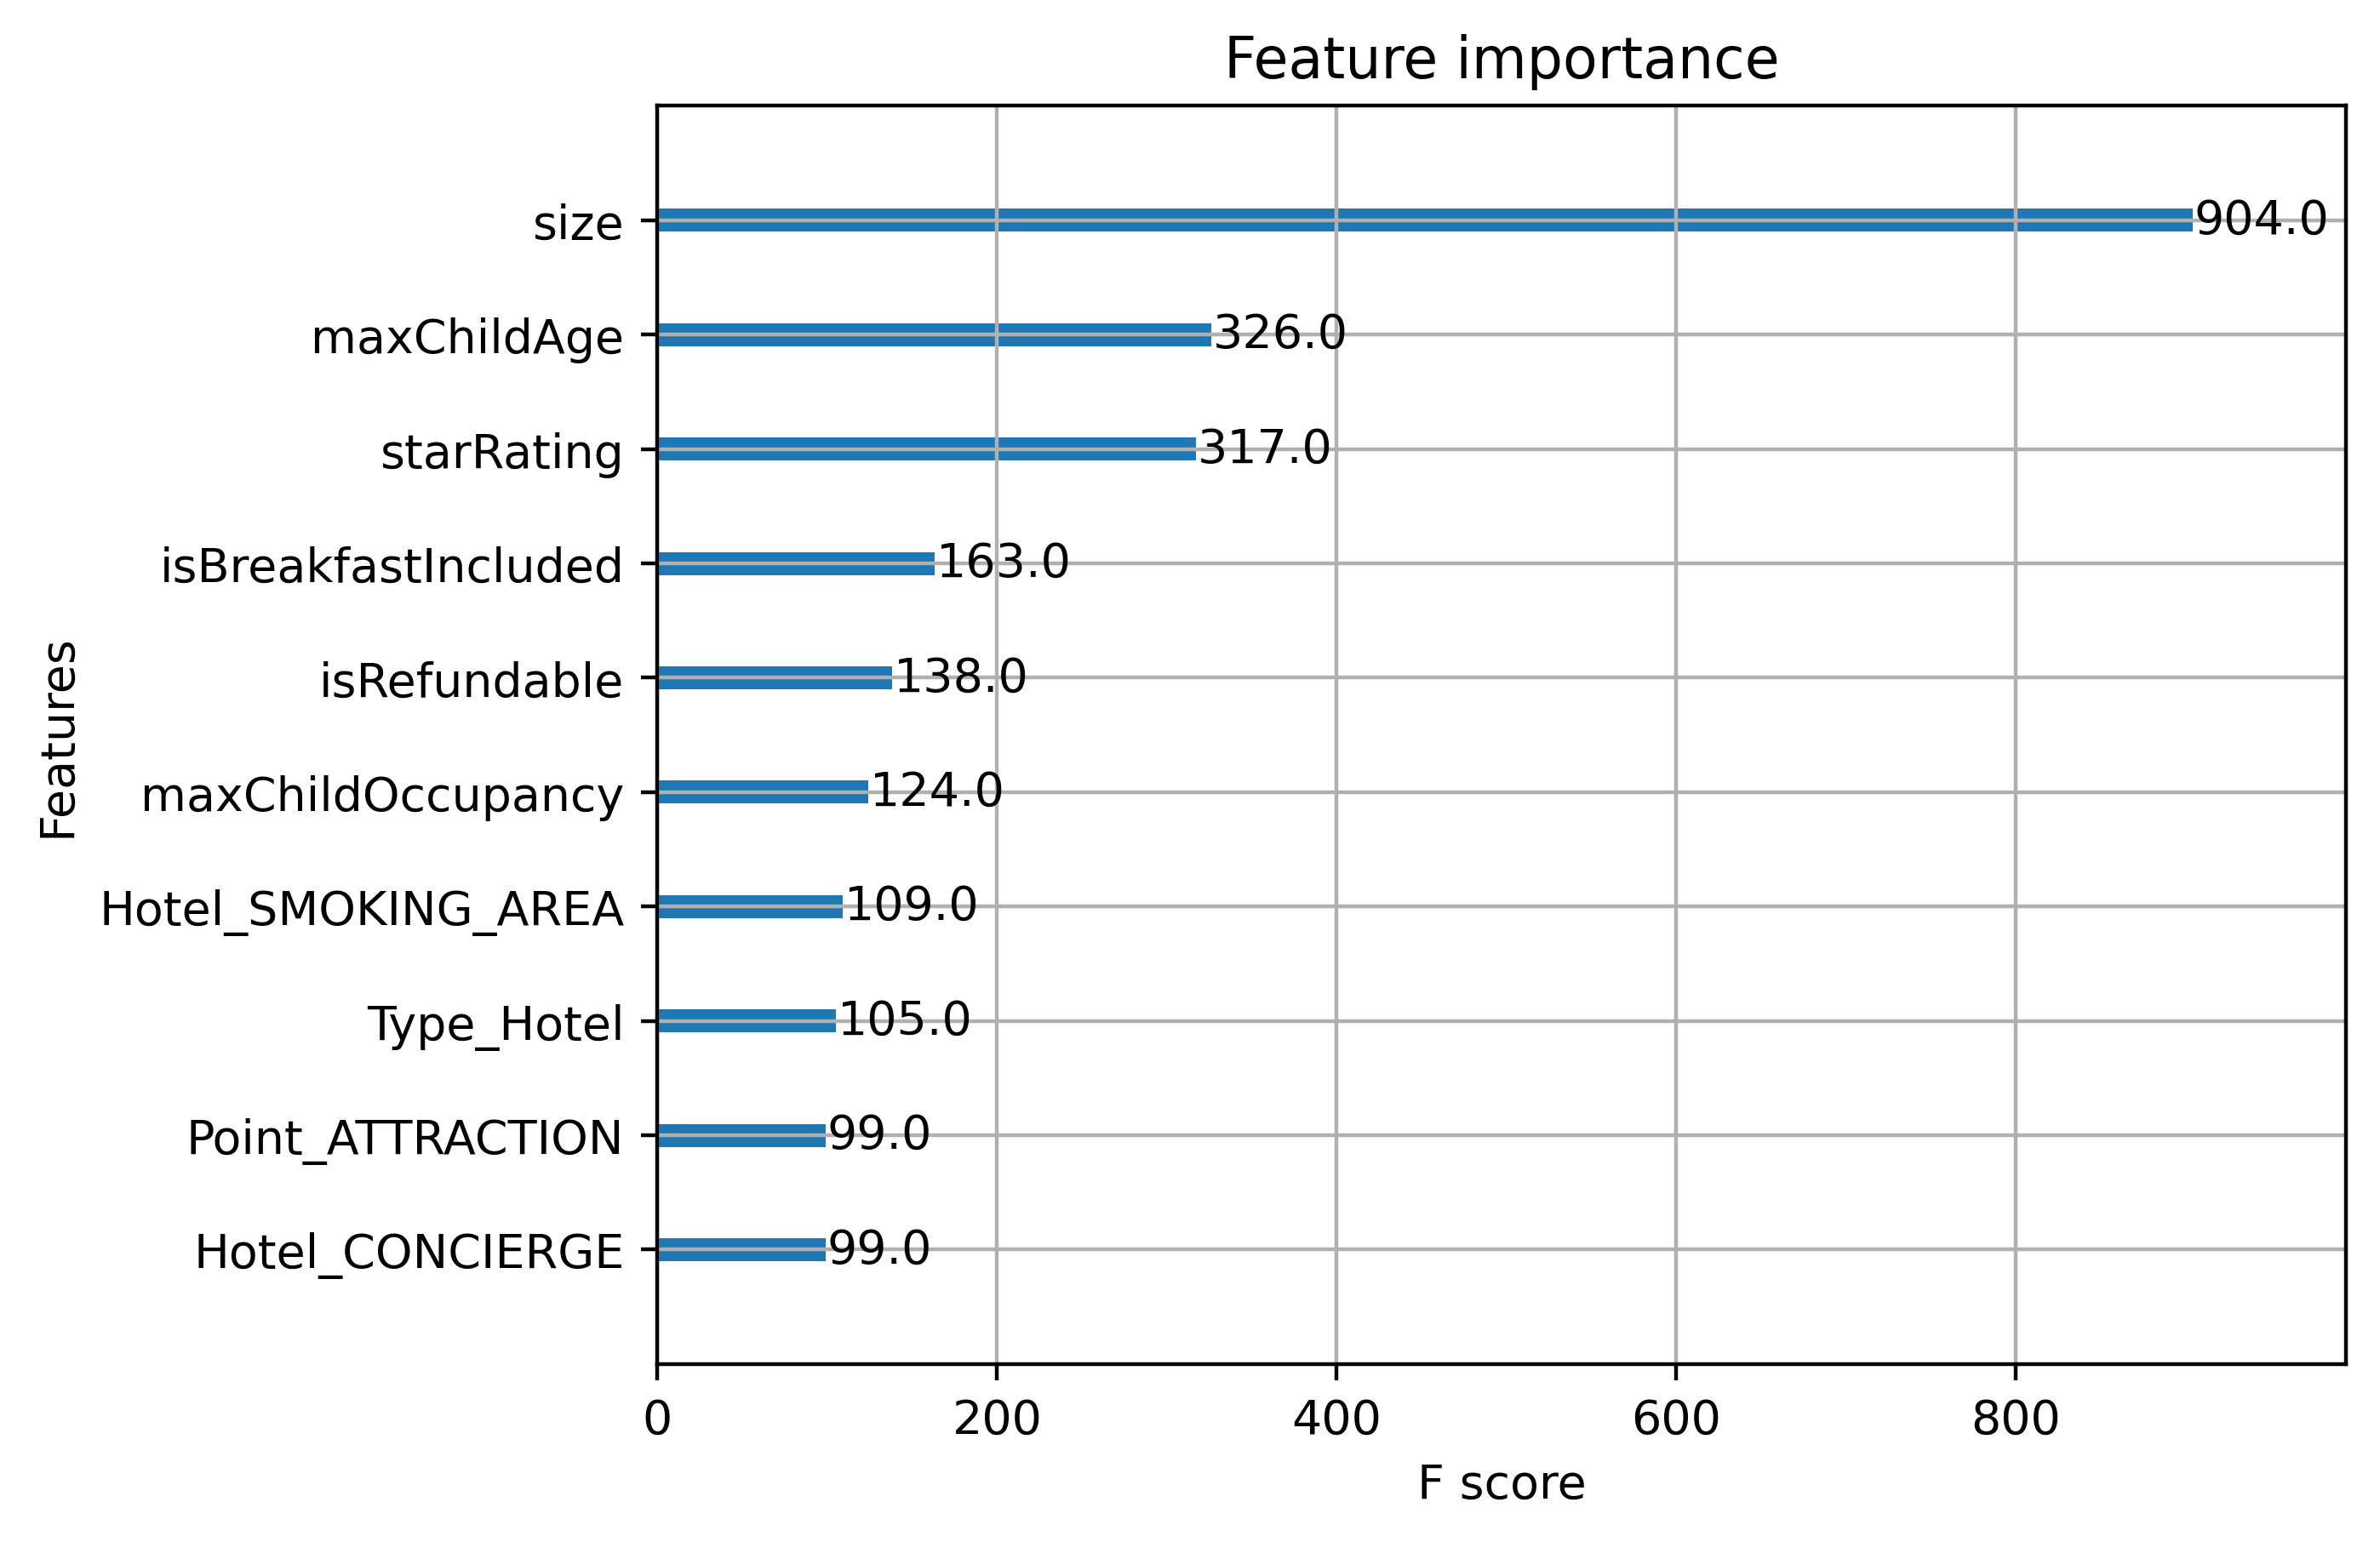 Feature importance
size 904.0
maxChildAge 326.0
starRating 317.0
isBreakfastIncluded 163.0
isRefundable 138.0
maxChildOccupancy 124.0
Hotel_SMOKING_AREA 109.0
Type_Hotel 105.0
Point_ATTRACTION 99.0
Hotel_CONCIERGE 99.0
Features
0 200 400 600 800
F score